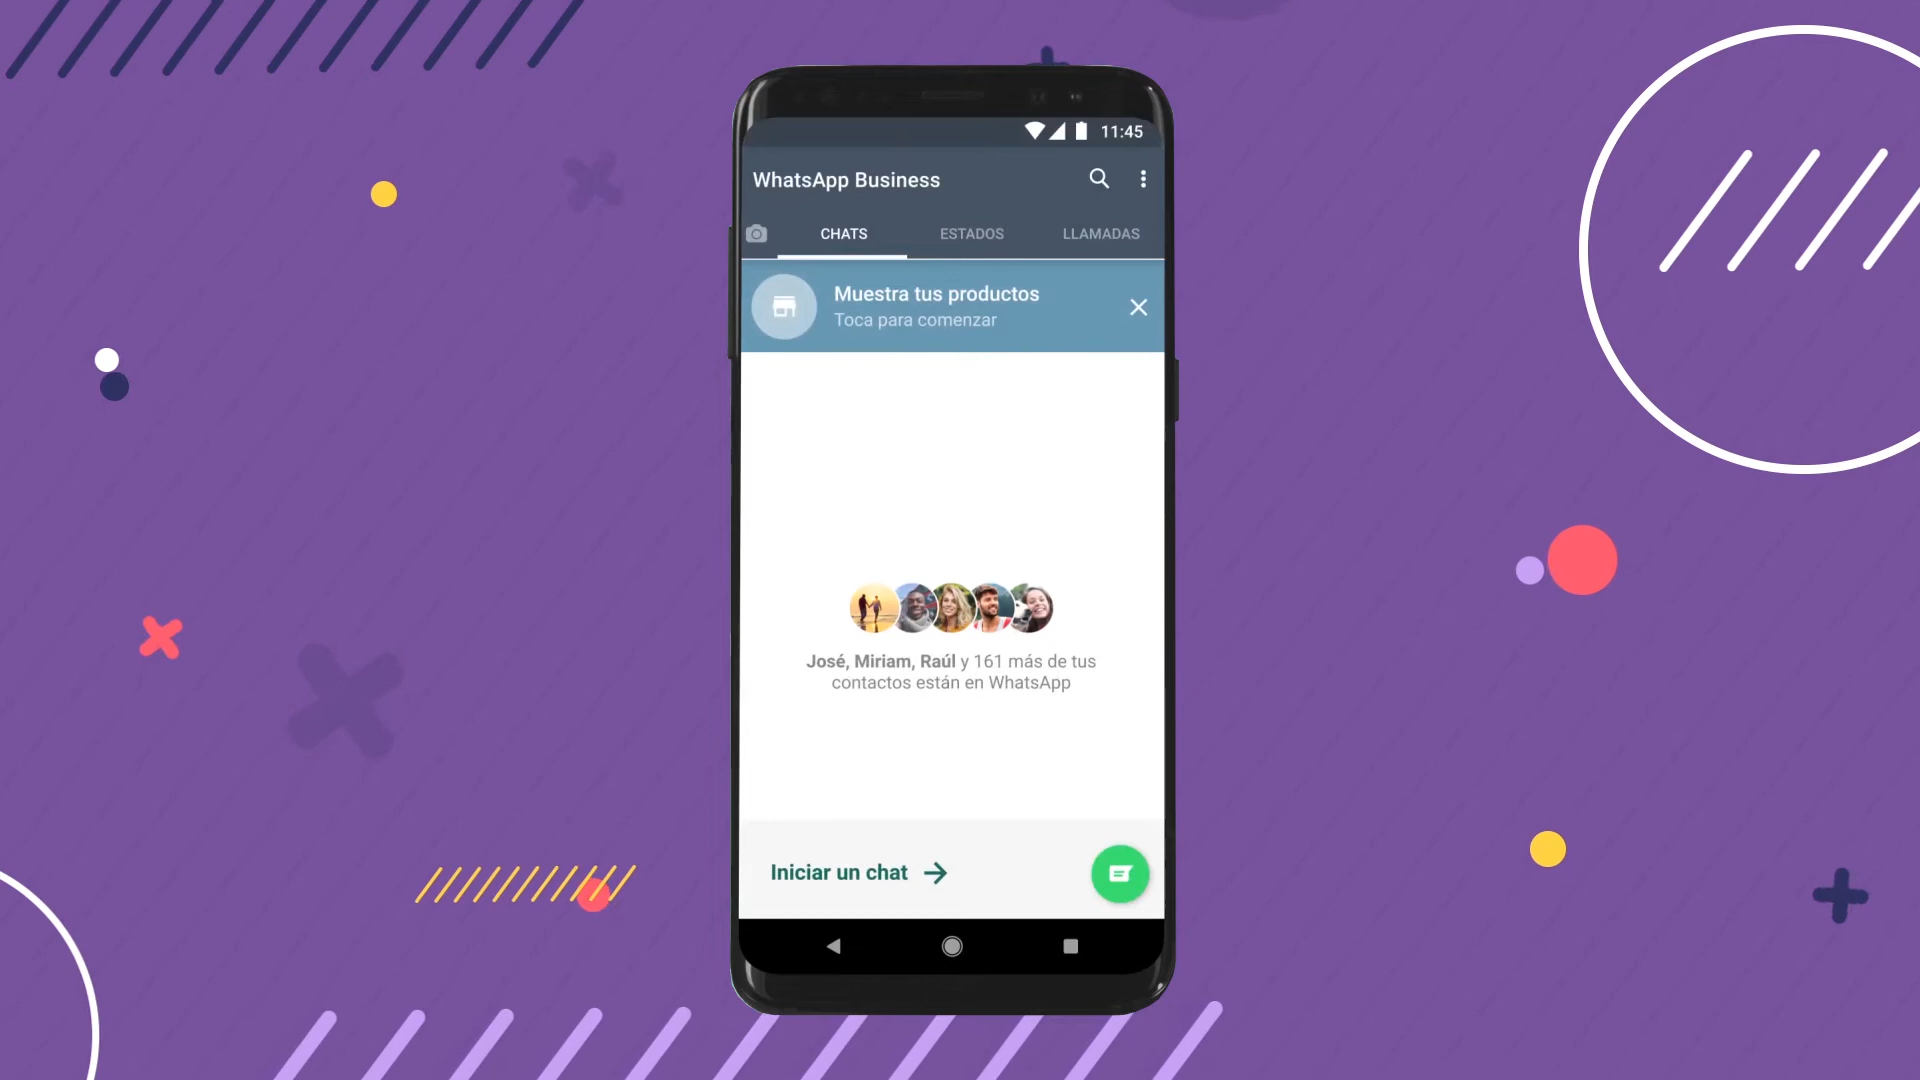 11:45
WhatsApp Business
CHATS ESTADOS LLAMADAS
Muestra tus productos
Toca para comenzar
José, Miriam, Raúl y 161 más de tus
contactos están en WhatsApp
Iniciar un chat